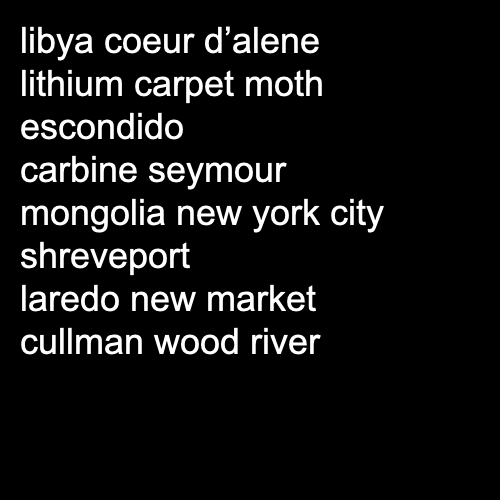 libya coeur d’alene
lithium carpet moth
escondido
carbine seymour
mongolia new york city
shreveport
laredo new market
cullman wood river